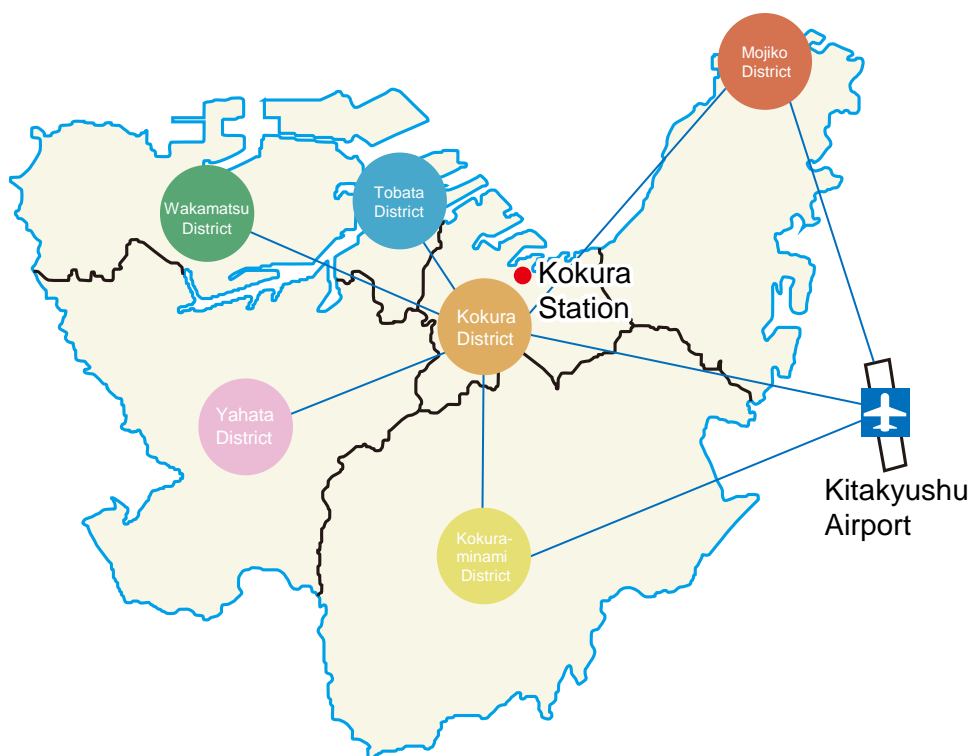 Mojiko
District
Tobata
District
Wakamatsu
District
Kokura
Station
Kokura
District
Yahata
District
Kitakyushu
Airport
Kokura-
minami
District